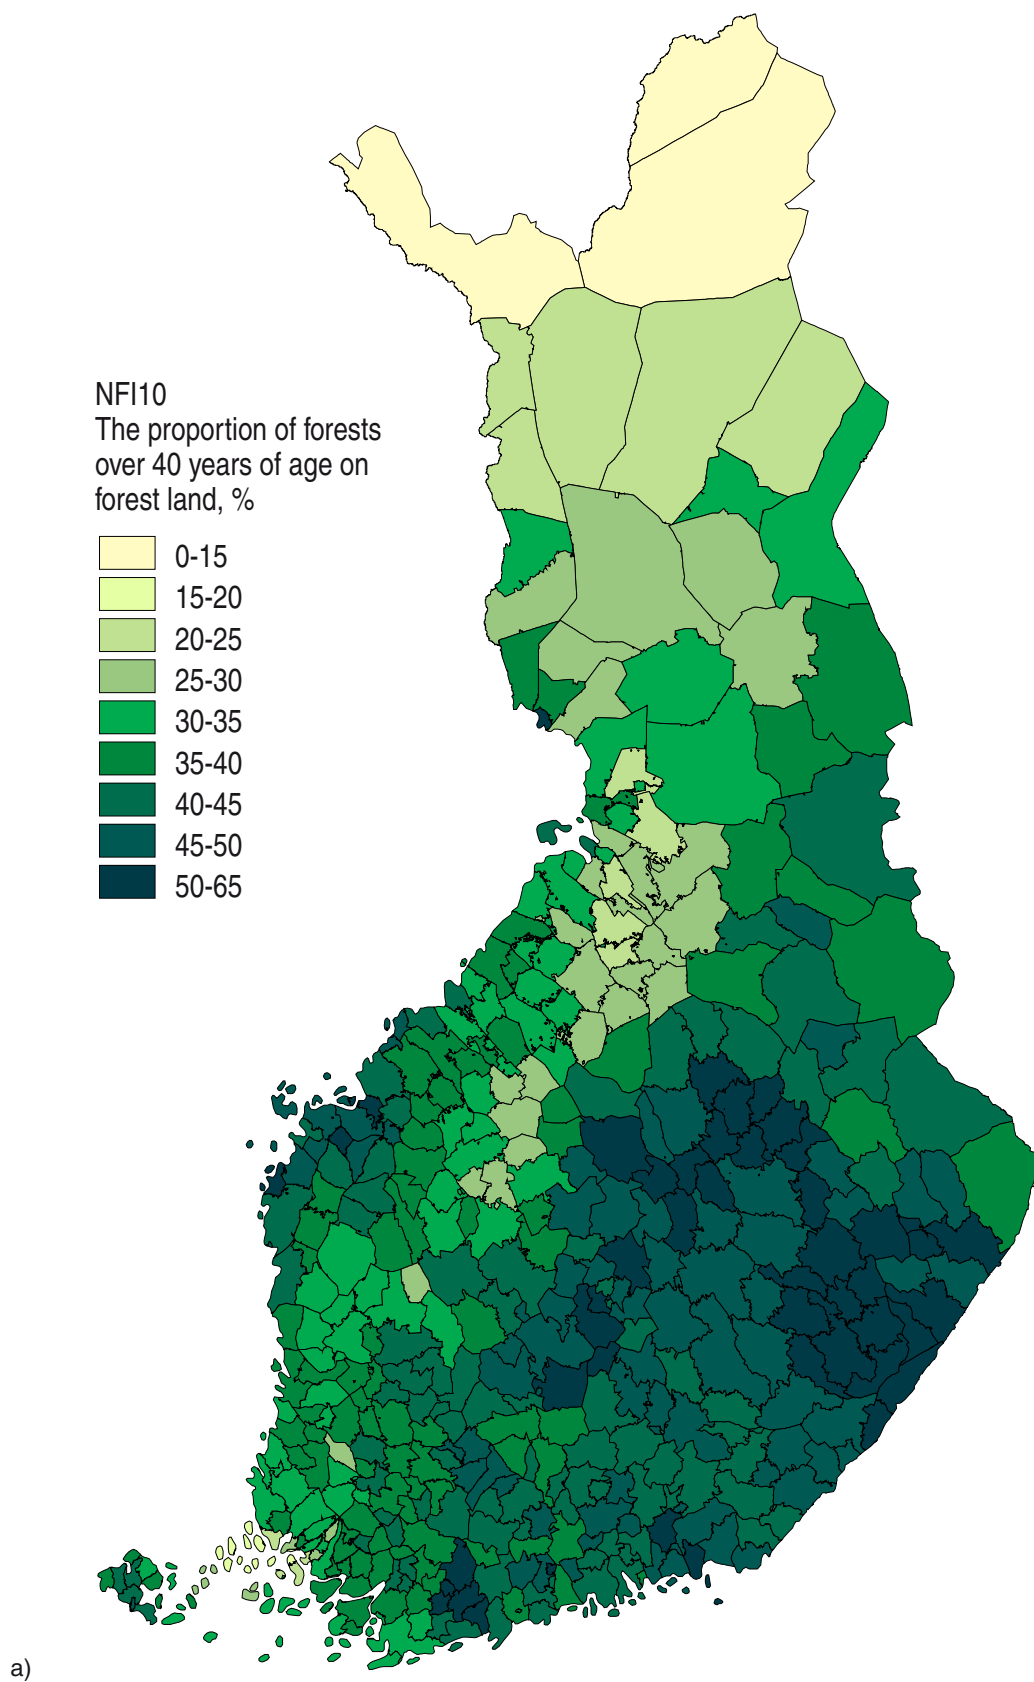 NFI10
The proportion of forests
over 40 years of age on
forest land, %
0-15
15-20
20-25
25-30
30-35
35-40
40-45
45-50
50-65
a)